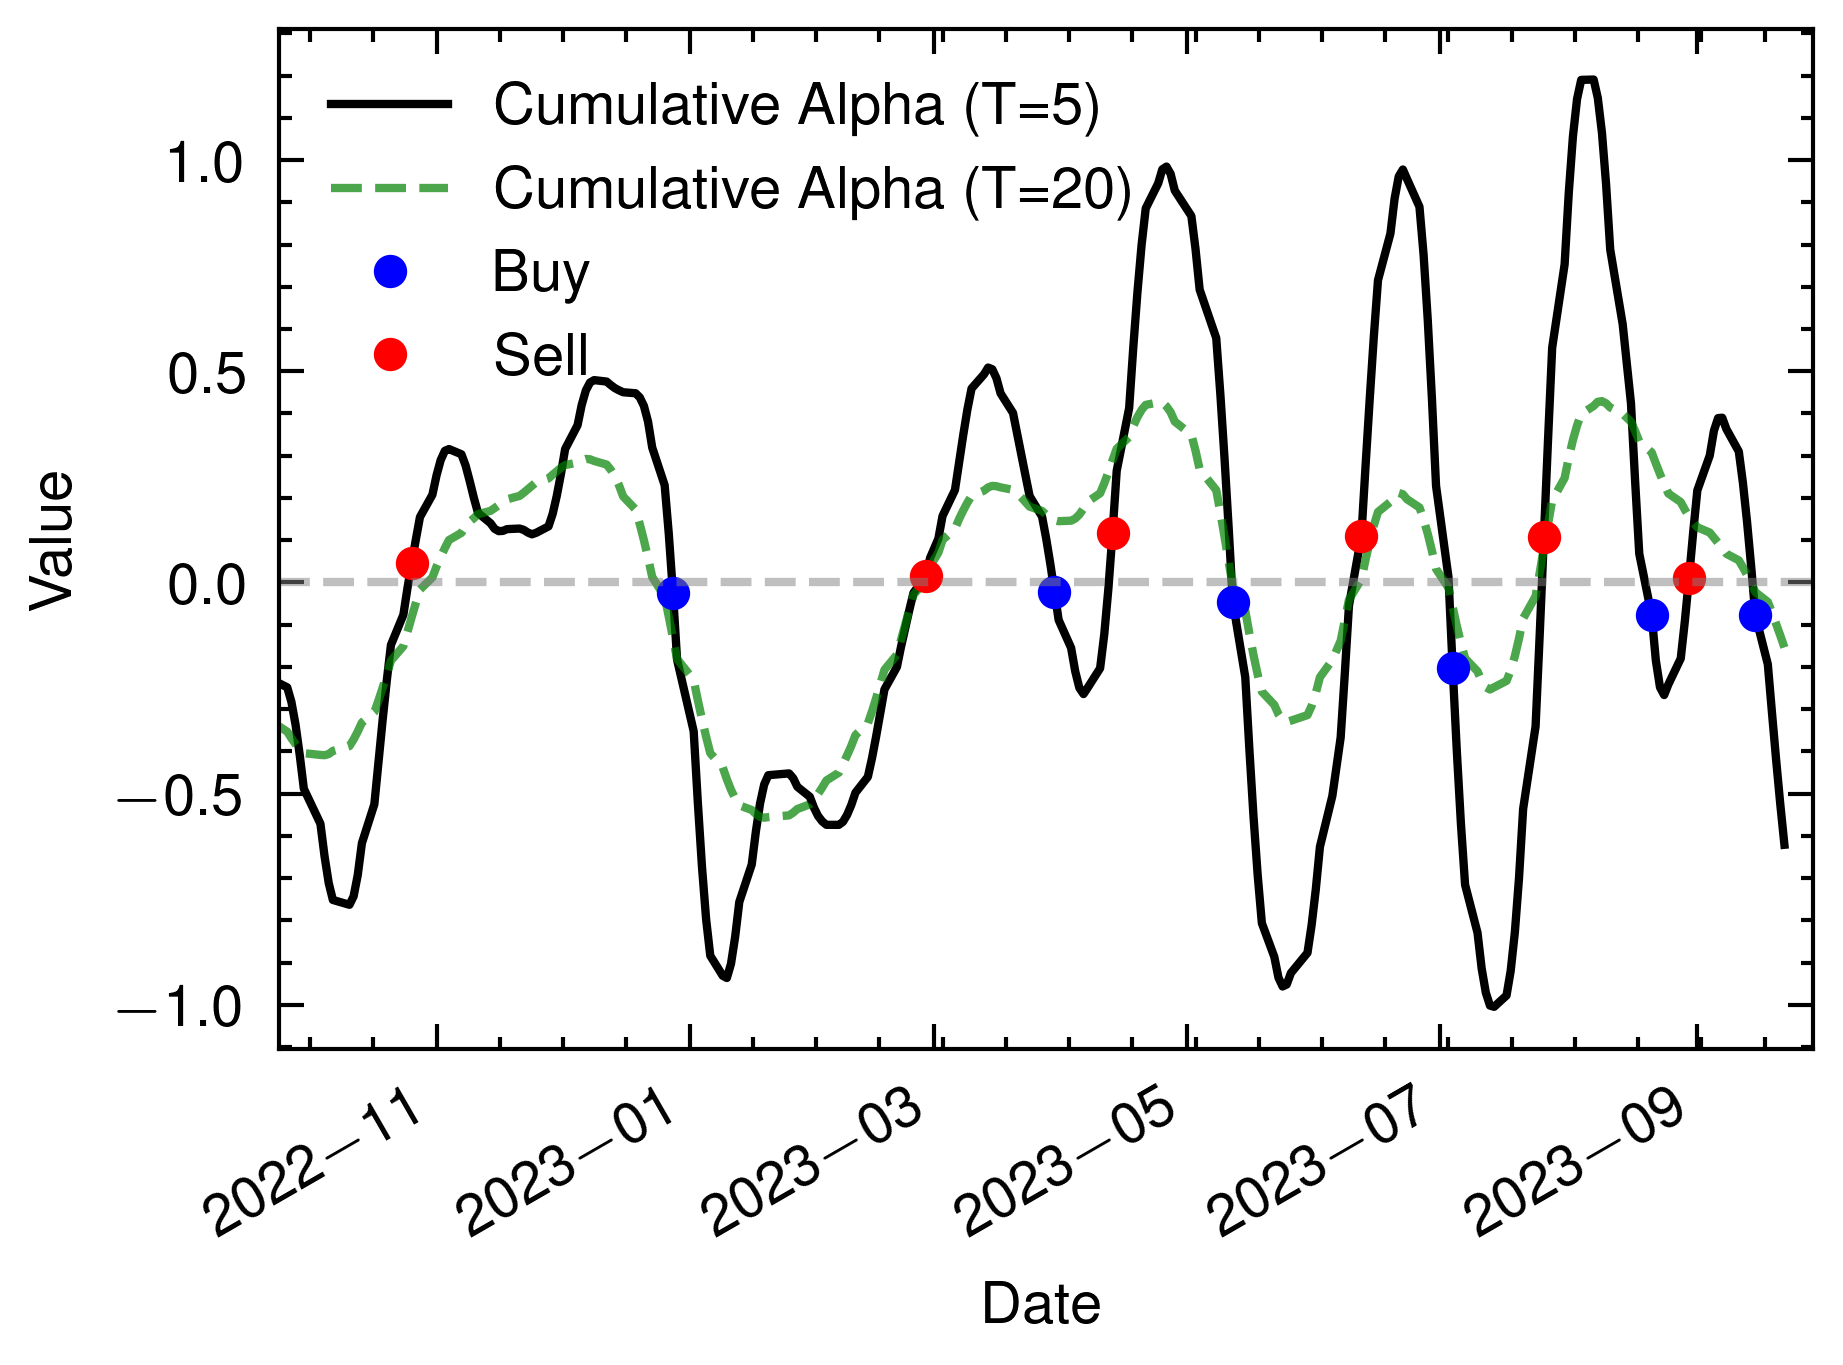 Cumulative Alpha (T=5)
Cumulative Alpha (T=20)
Buy
Sell
Value
1.0
0.5
0.0
−0.5
−1.0
2022−11
2023−01
2023−03
2023−05
2023−07
2023−09
Date